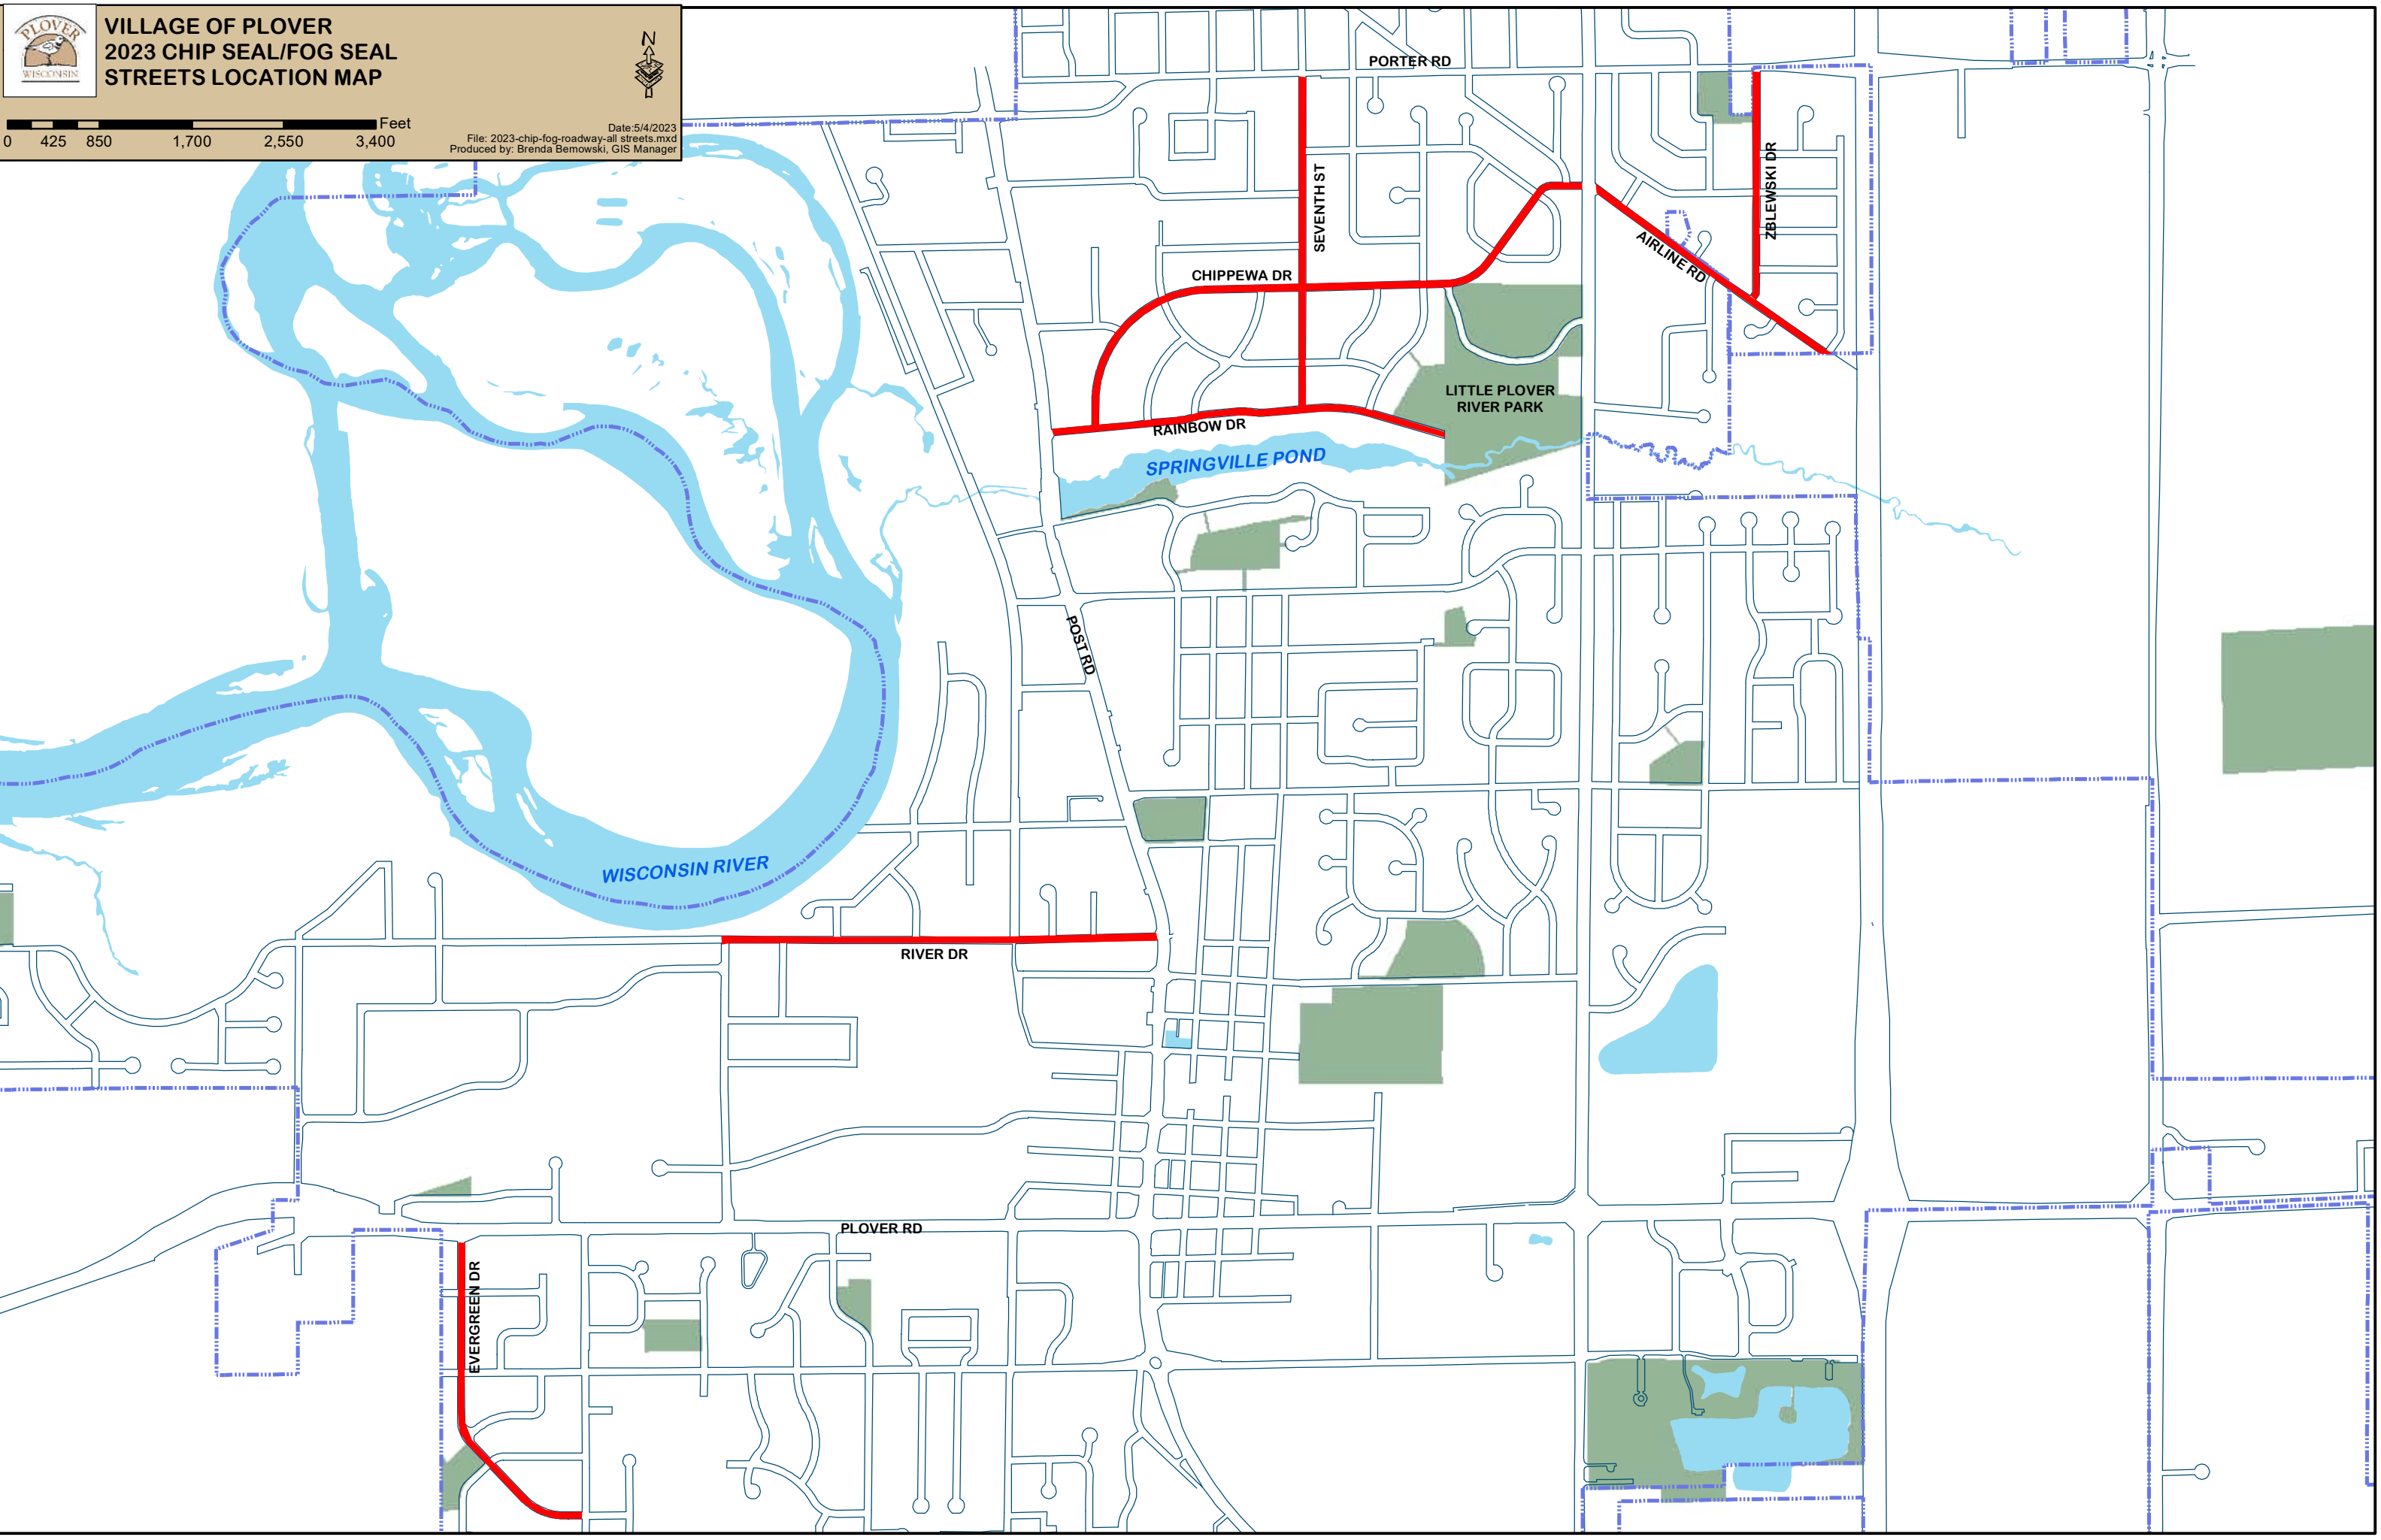 PLOVER
WISCONSIN
VILLAGE OF PLOVER
2023 CHIP SEAL/FOG SEAL
STREETS LOCATION MAP
N
Feet
0 425 850 1,700 2,550 3,400
Date:5/4/2023
File: 2023-chip-fog-roadway-all streets.mxd
Produced by: Brenda Bernowski, GIS Manager
PORTER RD
SEVENTH ST
ZBLEWSKI DR
AIRLINE RD
CHIPPEWA DR
LITTLE PLOVER
RIVER PARK
RAINBOW DR
SPRINGVILLE POND
POST RD
WISCONSIN RIVER
RIVER DR
PLOVER RD
EVERGREEN DR